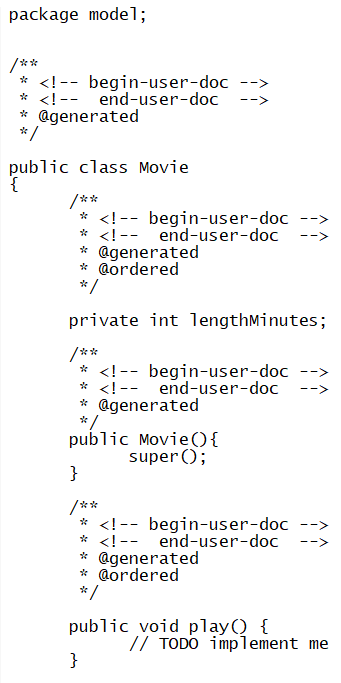 package model;
/**
 * <!-- begin-user-doc -->
 * <!--  end-user-doc  -->
 * @generated
 */
public class Movie
{
/**
 * <!-- begin-user-doc -->
 * <!--  end-user-doc  -->
 * @generated
 * @ordered
 */
private int lengthMinutes;
/**
 * <!-- begin-user-doc -->
 * <!--  end-user-doc  -->
 * @generated
 */
public Movie(){
super();
}
/**
 * <!-- begin-user-doc -->
 * <!--  end-user-doc  -->
 * @generated
 * @ordered
 */
public void play() {
// TODO implement me
}